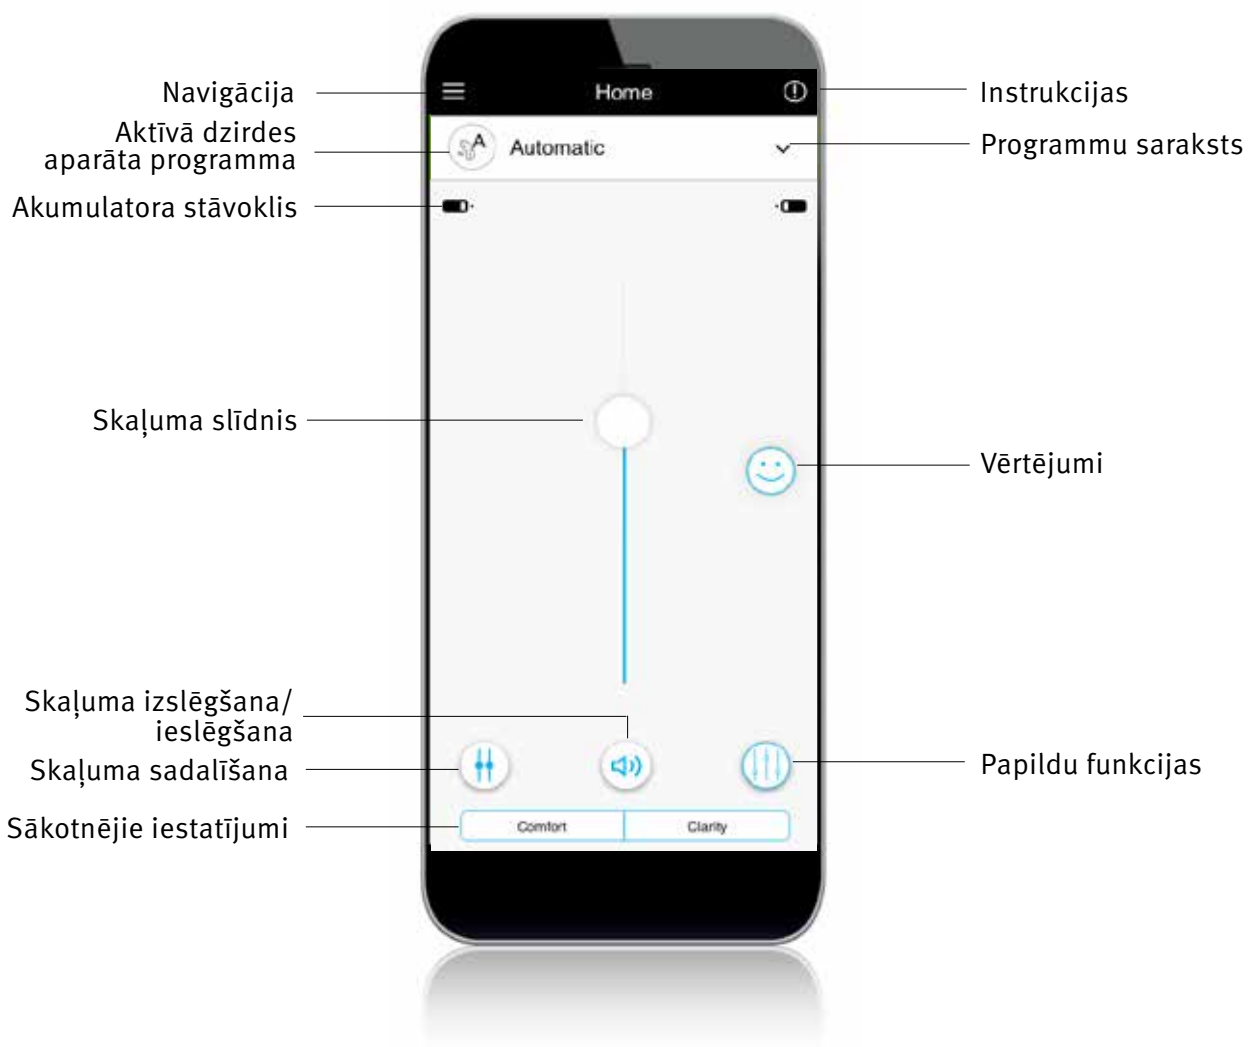 Navigācija
Home
Instrukcijas
Aktīvā dzirdes
aparāta programma
A
Automatic
Programmu saraksts
Akumulatora stāvoklis
Skaļuma slīdnis
Vērtējumi
Skaļuma izslēgšana/
ieslēgšana
Skaļuma sadalīšana
Papildu funkcijas
Sākotnējie iestatījumi
Comfort
Clarity